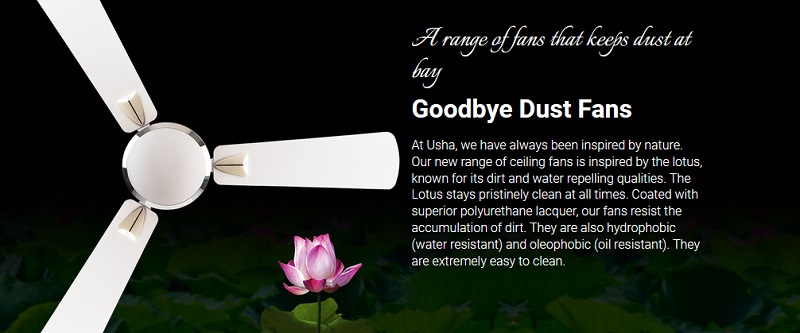 A range of fans that keeps dust at
bay
Goodbye Dust Fans
At Usha, we have always been inspired by nature.
Our new range of ceiling fans is inspired by the lotus,
known for its dirt and water repelling qualities. The
Lotus stays pristinely clean at all times. Coated with
superior polyurethane lacquer, our fans resist the
accumulation of dirt. They are also hydrophobic
(water resistant) and oleophobic (oil resistant). They
are extremely easy to clean.